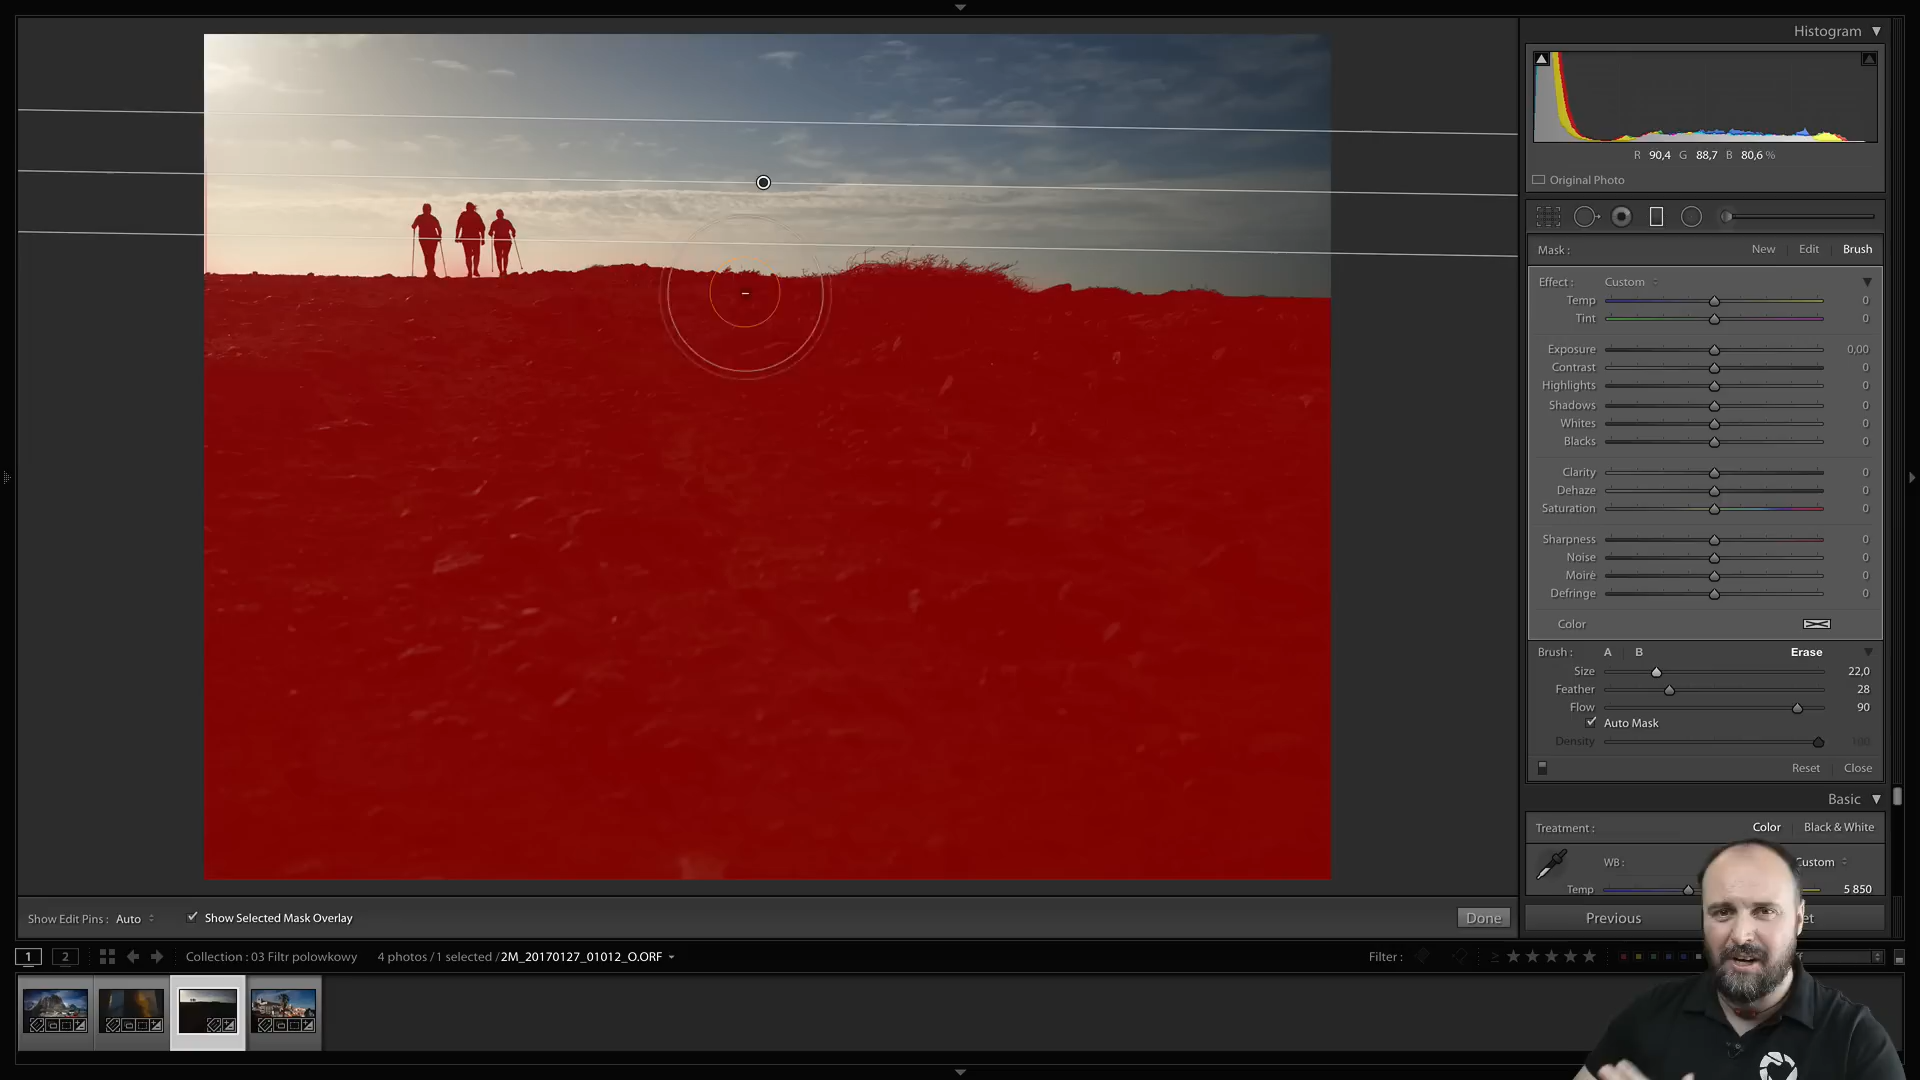 Histogram
R 90,4 G 88,7 B 80,6 %
Original Photo
Mask : New Edit Brush
Effect : Custom
Temp 0
Tint 0
Exposure 0,00
Contrast 0
Highlights 0
Shadows 0
Whites 0
Blacks 0
Clarity 0
Dehaze 0
Saturation 0
Sharpness 0
Noise 0
Moiré 0
Defringe 0
Color
Brush : A B Erase
Size 22,0
Feather 28
Flow 90
Auto Mask
Density 100
Reset Close
Basic
Treatment : Color Black & White
WB : Custom
Temp 5 850
Show Edit Pins : Auto Show Selected Mask Overlay Done
Previous
1 2 Collection : 03 Filtr polowkowy 4 photos / 1 selected / 2M_20170127_01012_O.ORF Filter :